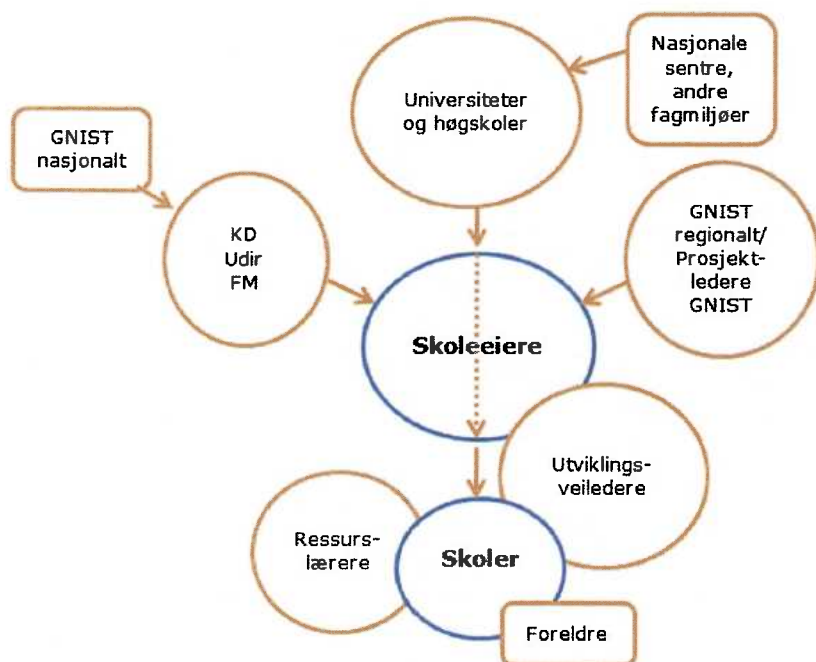 Nasjonale
sentre,
andre
fagmiljøer
Universiteter
og høgskoler
GNIST
nasjonalt
KD
Udir
FM
GNIST
regionalt/
Prosjekt-
ledere
GNIST
Skoleeiere
Utviklings-
veiledere
Ressurs-
lærere
Skoler
Foreldre